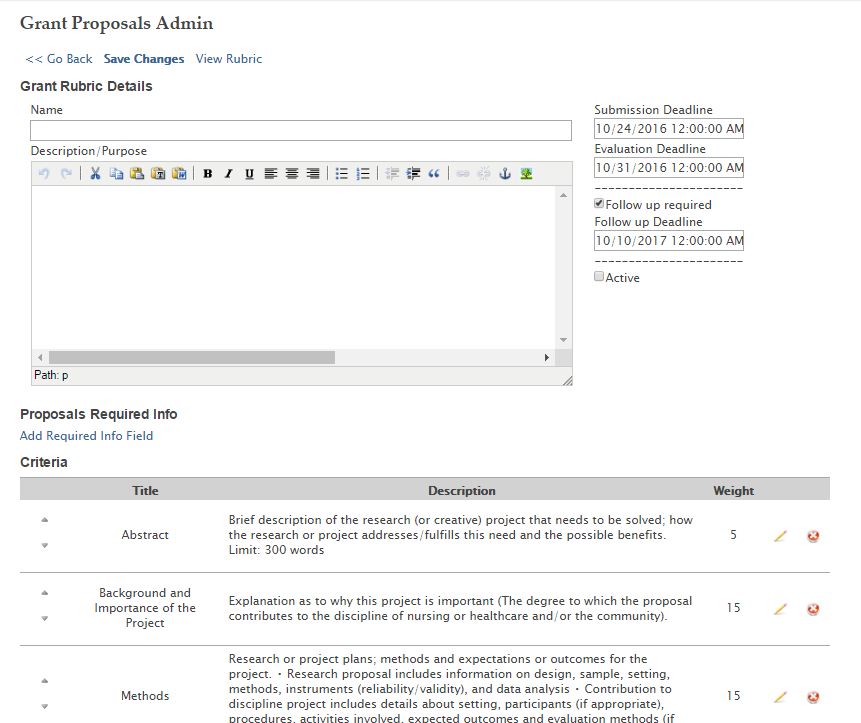 Grant Proposals Admin
<< Go Back Save Changes View Rubric
Grant Rubric Details
Name
Description/Purpose
B I U
Path: p
Submission Deadline
10/24/2016 12:00:00 AM
Evaluation Deadline
10/31/2016 12:00:00 AM
----------------------
Follow up required
Follow up Deadline
10/10/2017 12:00:00 AM
----------------------
Active
Proposals Required Info
Add Required Info Field
Criteria
Title Description Weight
Abstract
Brief description of the research (or creative) project that needs to be solved; how
the research or project addresses/fulfills this need and the possible benefits.
Limit: 300 words
5
Background and
Importance of the
Project
Explanation as to why this project is important (The degree to which the proposal
contributes to the discipline of nursing or healthcare and/or the community).
15
Methods
Research or project plans; methods and expectations or outcomes for the
project. · Research proposal includes information on design, sample, setting,
methods, instruments (reliability/validity), and data analysis · Contribution to
discipline project includes details about setting, participants (if appropriate),
procedures, activities involved, expected outcomes and evaluation methods (if
15